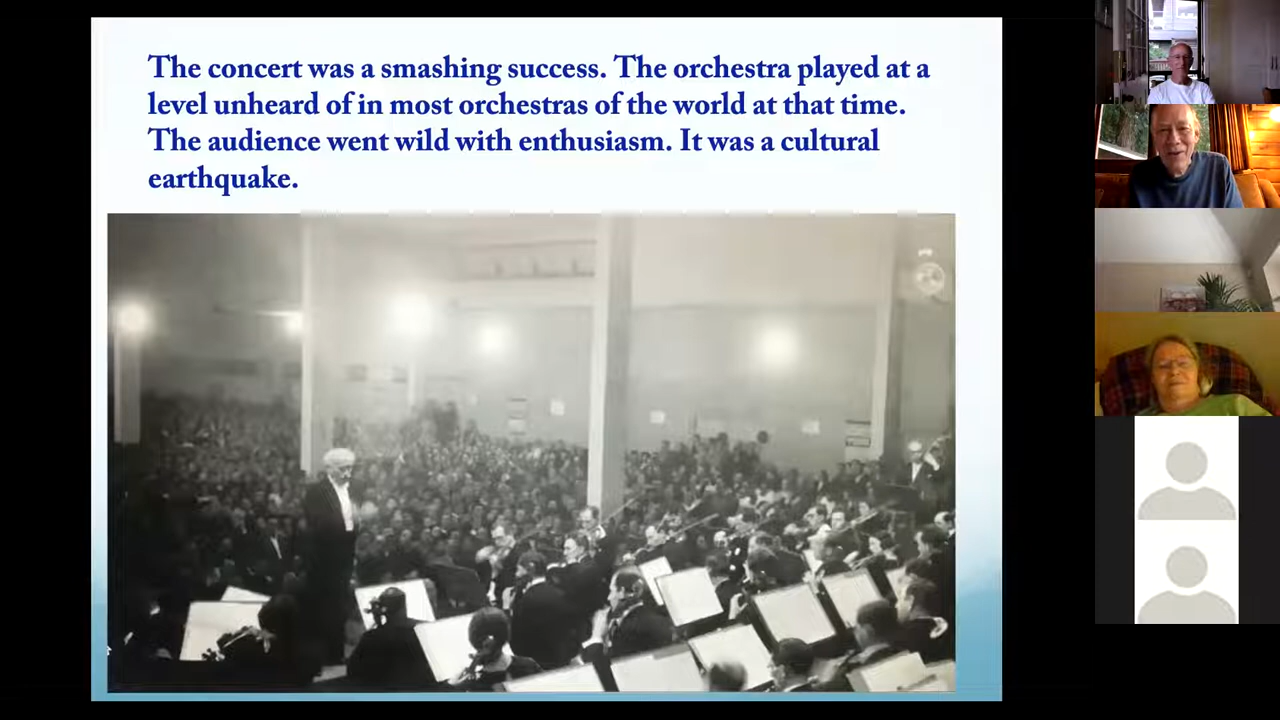 The concert was a smashing success. The orchestra played at a
level unheard of in most orchestras of the world at that time.
The audience went wild with enthusiasm. It was a cultural
earthquake.